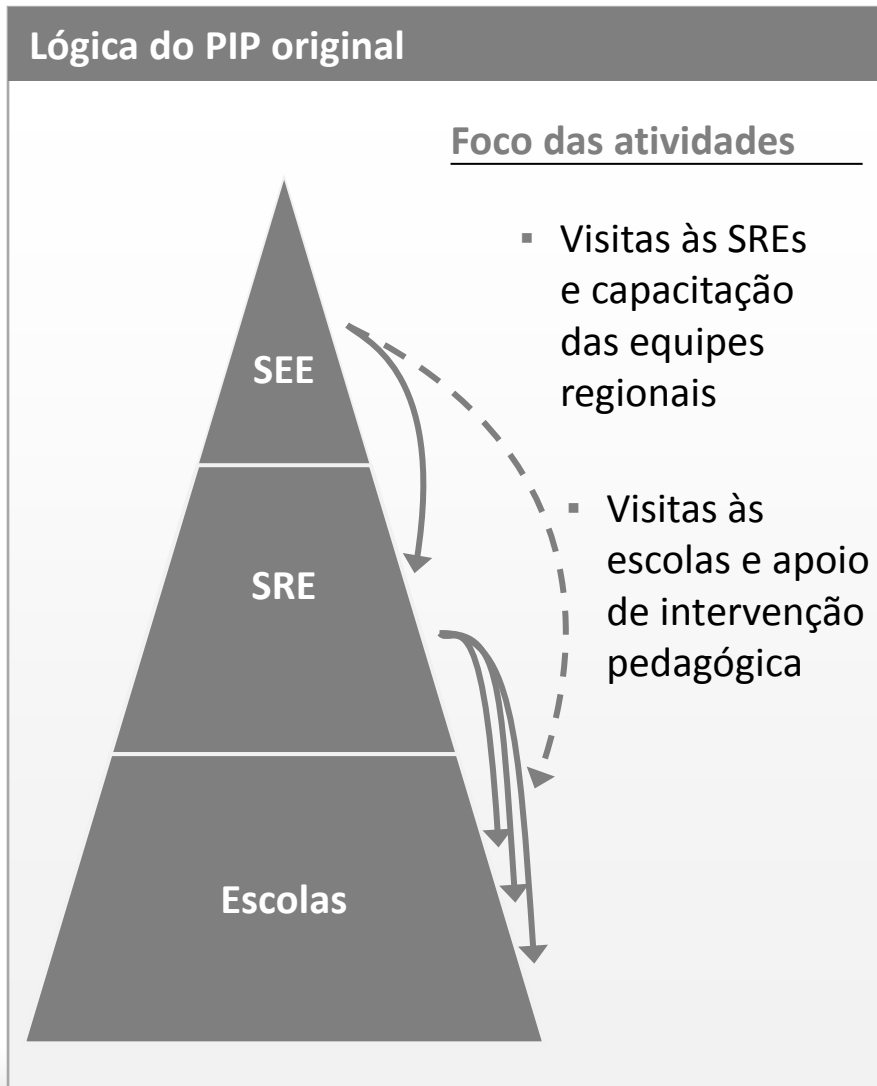 Lógica do PIP original
Foco das atividades
▪ Visitas às SREs
e capacitação
das equipes
regionais
▪ Visitas às
escolas e apoio
de intervenção
pedagógica
SEE
SRE
Escolas